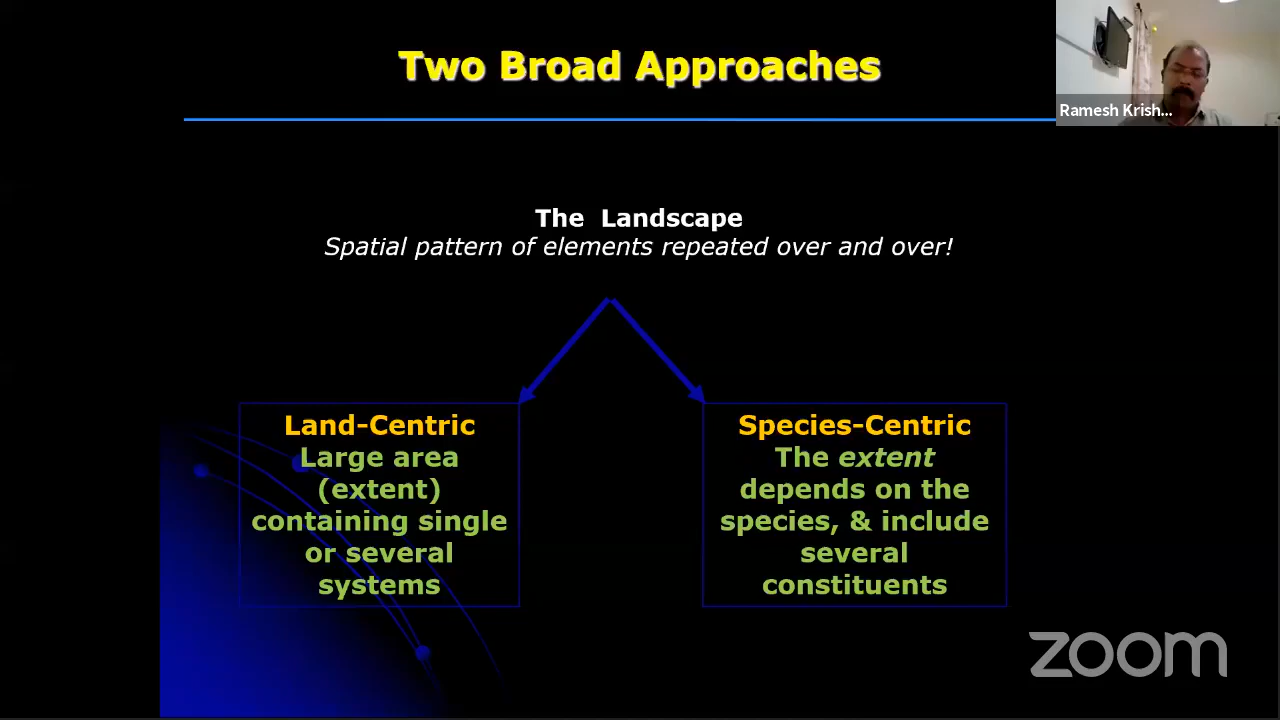 Two Broad Approaches
Ramesh Krish...
The Landscape
Spatial pattern of elements repeated over and over!
Land-Centric
Large area
(extent)
containing single
or several
systems
Species-Centric
The extent
depends on the
species, & include
several
constituents
zoom